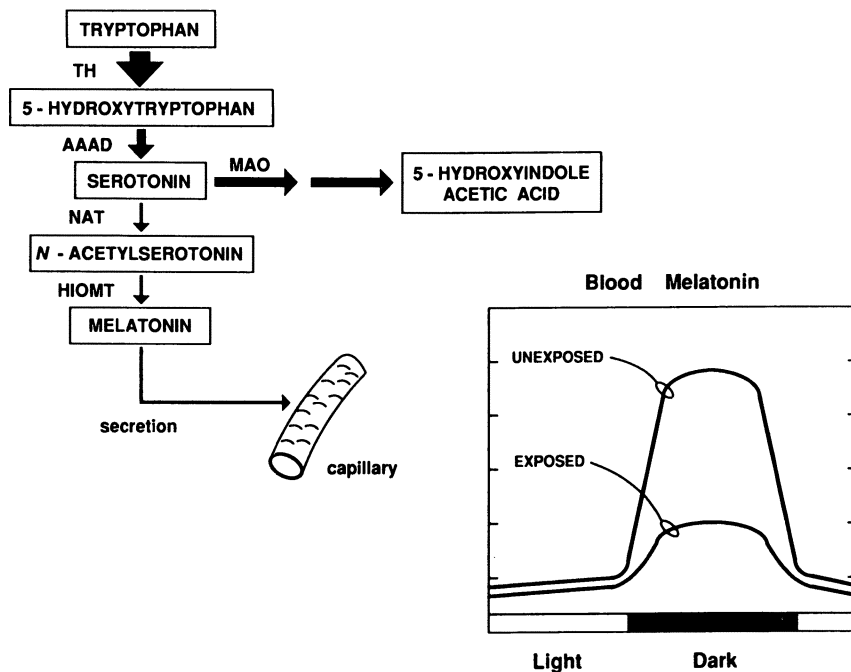 TRYPTOPHAN
TH
5 - HYDROXYTRYPTOPHAN
AAAD
SEROTONIN
MAO
5 - HYDROXYINDOLE
ACETIC ACID
NAT
N - ACETYLSEROTONIN
HIOMT
MELATONIN
secretion
capillary
Blood Melatonin
UNEXPOSED
EXPOSED
Light
Dark